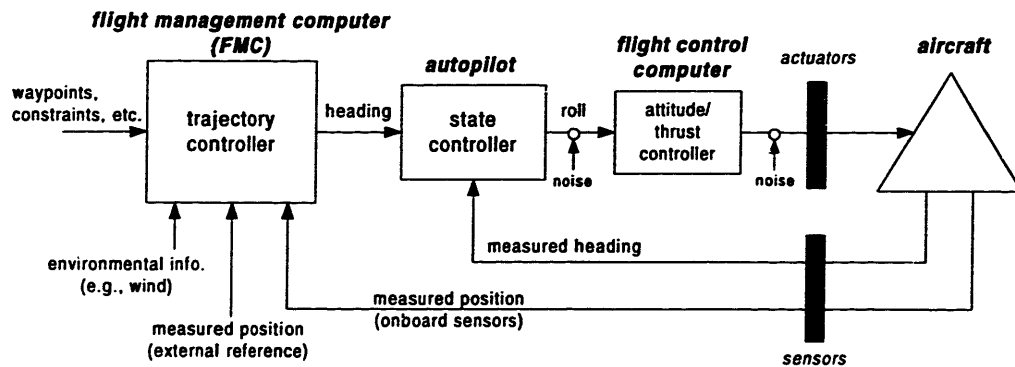 flight management computer
(FMC)
waypoints,
constraints, etc.
trajectory
controller
heading
autopilot
state
controller
roll
noise
flight control
computer
attitude/
thrust
controller
noise
actuators
aircraft
measured heading
environmental info.
(e.g., wind)
measured position
(onboard sensors)
measured position
(external reference)
sensors